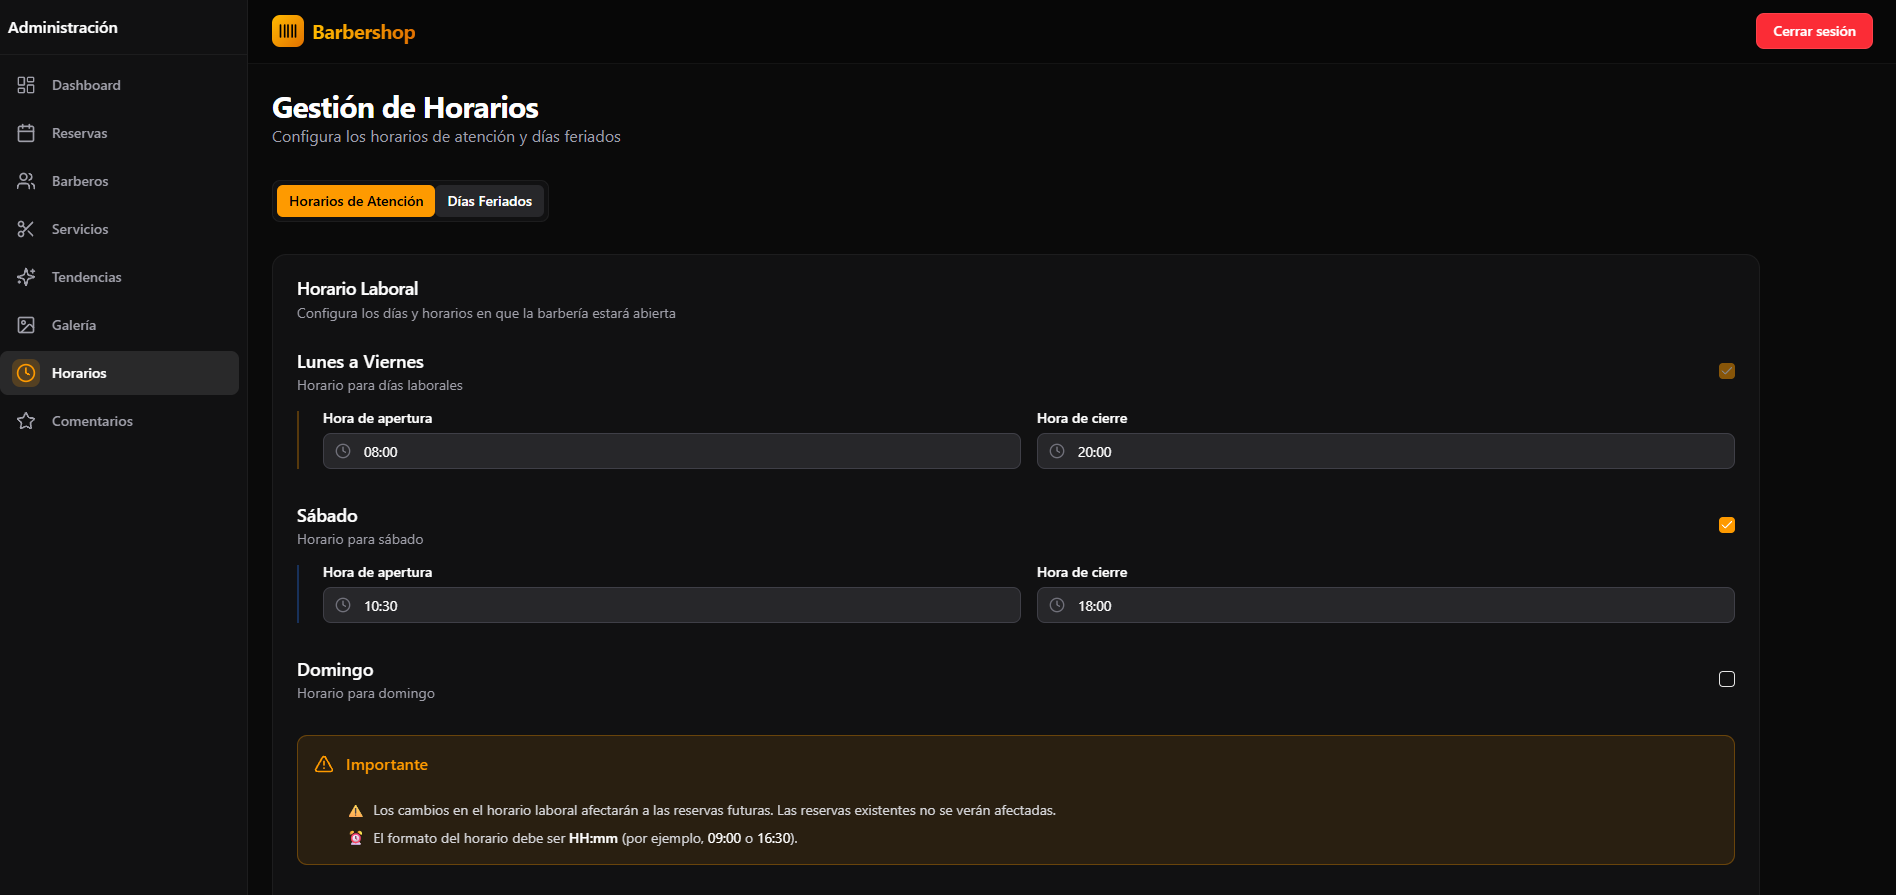 Administración
Dashboard
Reservas
Barberos
Servicios
Tendencias
Galería
Horarios
Comentarios
Barbershop
Cerrar sesión
Gestión de Horarios
Configura los horarios de atención y días feriados
Horarios de Atención
Días Feriados
Horario Laboral
Configura los días y horarios en que la barbería estará abierta
Lunes a Viernes
Horario para días laborales
Hora de apertura
08:00
Hora de cierre
20:00
Sábado
Horario para sábado
Hora de apertura
10:30
Hora de cierre
18:00
Domingo
Horario para domingo
Importante
Los cambios en el horario laboral afectarán a las reservas futuras. Las reservas existentes no se verán afectadas.
El formato del horario debe ser HH:mm (por ejemplo, 09:00 o 16:30).